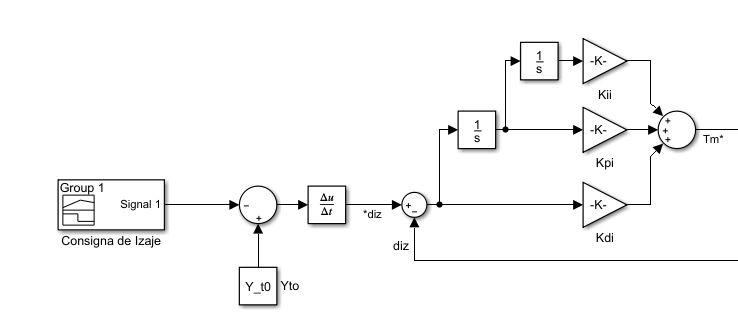 1
s
-K-
Kii
1
s
-K-
Kpi
Tm*
Group 1
Signal 1
Consigna de Izaje
Δu
Δt
*diz
diz
-K-
Kdi
Y_t0
Yto